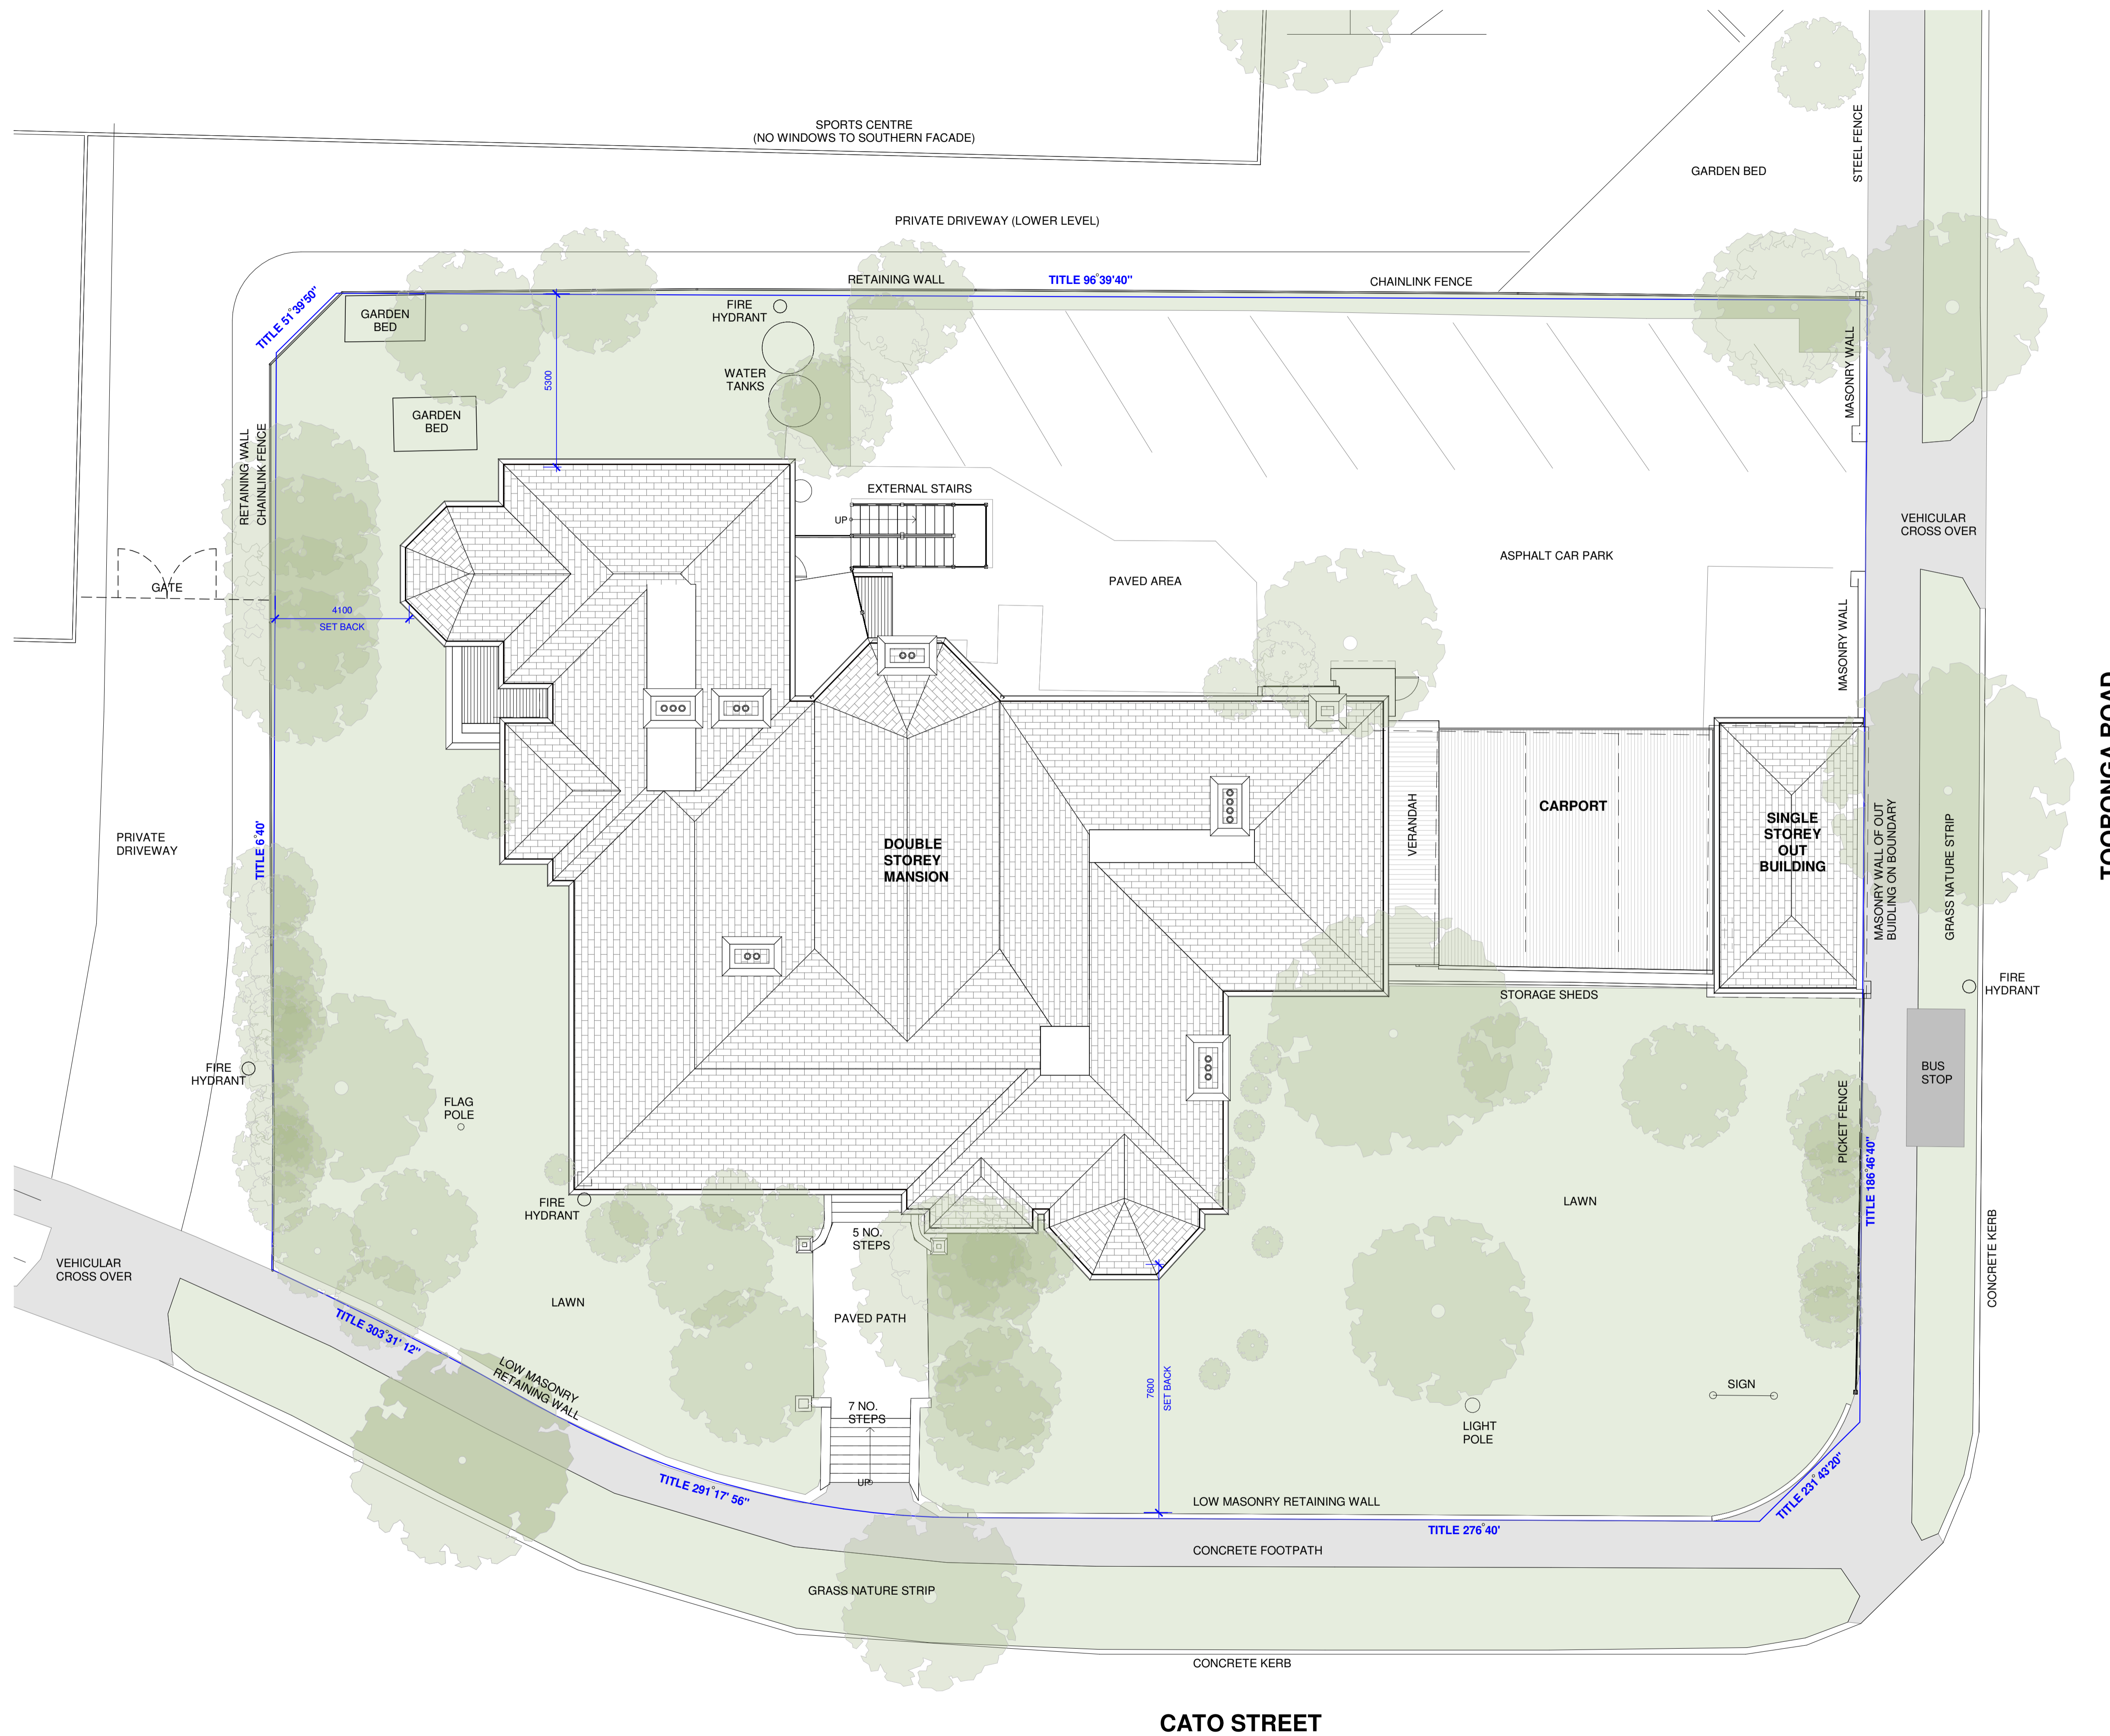 SPORTS CENTRE
(NO WINDOWS TO SOUTHERN FACADE)
STEEL FENCE
GARDEN BED
PRIVATE DRIVEWAY (LOWER LEVEL)
RETAINING WALL
TITLE 96°39'40"
CHAINLINK FENCE
TITLE 51°39'50"
GARDEN
BED
FIRE
HYDRANT
WATER
TANKS
5300
MASONRY WALL
GARDEN
BED
RETAINING WALL
CHAINLINK FENCE
EXTERNAL STAIRS
UP
VEHICULAR
CROSS OVER
ASPHALT CAR PARK
PAVED AREA
GATE
4100
SET BACK
MASONRY WALL
TOORONGA ROAD
PRIVATE
DRIVEWAY
TITLE 6°40'
DOUBLE
STOREY
MANSION
VERANDAH
CARPORT
SINGLE
STOREY
OUT
BUILDING
MASONRY WALL OF OUT
BUIDLING ON BOUNDARY
GRASS NATURE STRIP
FIRE
HYDRANT
STORAGE SHEDS
FIRE
HYDRANT
BUS
STOP
FLAG
POLE
PICKET FENCE
TITLE 186°46'40"
FIRE
HYDRANT
LAWN
5 NO.
STEPS
VEHICULAR
CROSS OVER
CONCRETE KERB
LAWN
PAVED PATH
TITLE 303°31' 12"
LOW MASONRY
RETAINING WALL
7600
SET BACK
SIGN
7 NO.
STEPS
LIGHT
POLE
UP
TITLE 291°17' 56"
LOW MASONRY RETAINING WALL
TITLE 231°43'20"
TITLE 276°40'
CONCRETE FOOTPATH
GRASS NATURE STRIP
CONCRETE KERB
CATO STREET